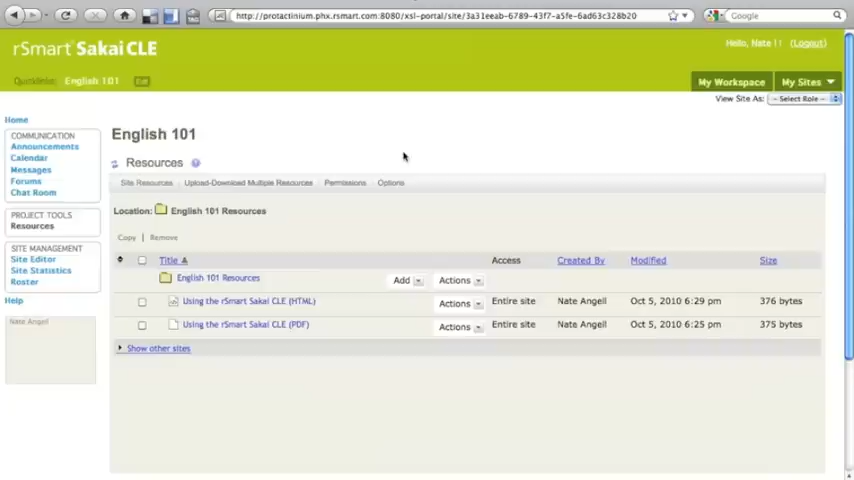 http://protactinium.phx.rsmart.com:8080/xsl-portal/site/3a31eeab-6789-43f7-a5fe-6ad63c328b20
Google
rSmart Sakai CLE
Hello, Nate !! (Logout)
Quicklinks: English 101
My Workspace
My Sites
View Site As: -- Select Role --
Home
COMMUNICATION
Announcements
Calendar
Messages
Forums
Chat Room
PROJECT TOOLS
Resources
SITE MANAGEMENT
Site Editor
Site Statistics
Roster
Help
Nate Angell
English 101
Resources
Site Resources | Upload-Download Multiple Resources | Permissions | Options
Location: English 101 Resources
Copy | Remove
Title Access Created By Modified Size
English 101 Resources Add Actions
Using the rSmart Sakai CLE (HTML) Actions Entire site Nate Angell Oct 5, 2010 6:29 pm 376 bytes
Using the rSmart Sakai CLE (PDF) Actions Entire site Nate Angell Oct 5, 2010 6:25 pm 375 bytes
Show other sites